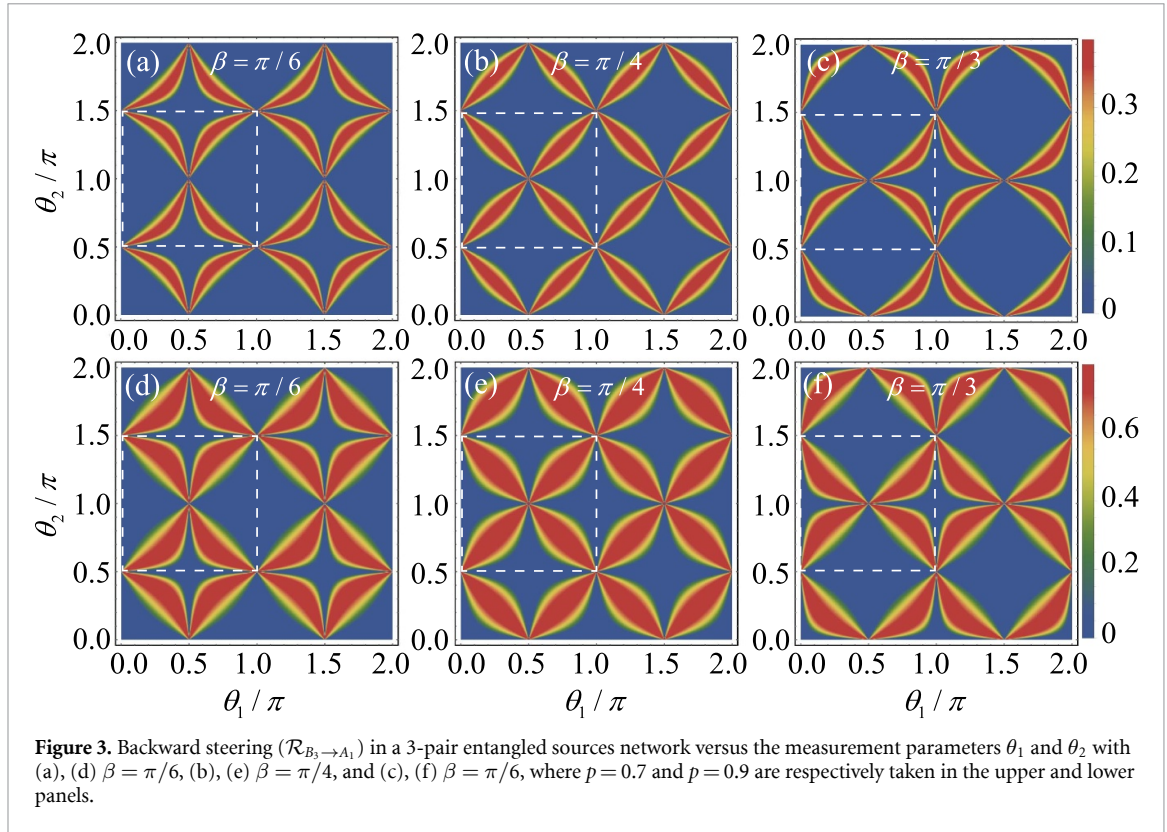 (a) β = π / 6
(b) β = π / 4
(c) β = π / 3
2.0
1.5
1.0
0.5
0.0
θ2 / π
0.0 0.5 1.0 1.5 2.0
0.0 0.5 1.0 1.5 2.0
0.0 0.5 1.0 1.5 2.0
2.0
1.5
1.0
0.5
0.0
2.0
1.5
1.0
0.5
0.0
0.3
0.2
0.1
0
(d) β = π / 6
(e) β = π / 4
(f) β = π / 3
2.0
1.5
1.0
0.5
0.0
θ2 / π
0.0 0.5 1.0 1.5 2.0
0.0 0.5 1.0 1.5 2.0
0.0 0.5 1.0 1.5 2.0
2.0
1.5
1.0
0.5
0.0
2.0
1.5
1.0
0.5
0.0
0.6
0.4
0.2
0
θ1 / π
θ1 / π
θ1 / π
Figure 3. Backward steering (R_{B3→A1}) in a 3-pair entangled sources network versus the measurement parameters θ1 and θ2 with
(a), (d) β = π/6, (b), (e) β = π/4, and (c), (f) β = π/6, where p = 0.7 and p = 0.9 are respectively taken in the upper and lower
panels.